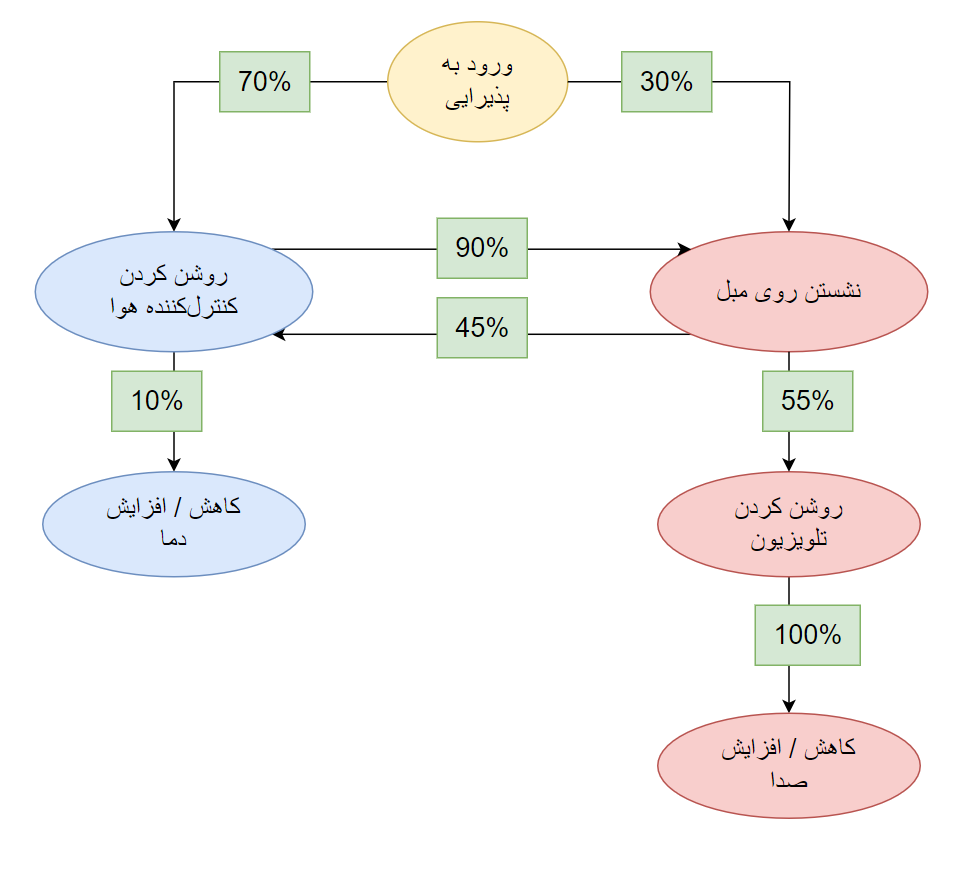 ورود به
پذیرایی
70%
30%
روشن کردن
کنترل‌کننده هوا
90%
نشستن روی مبل
45%
10%
55%
کاهش / افزایش
دما
روشن کردن
تلویزیون
100%
کاهش / افزایش
صدا